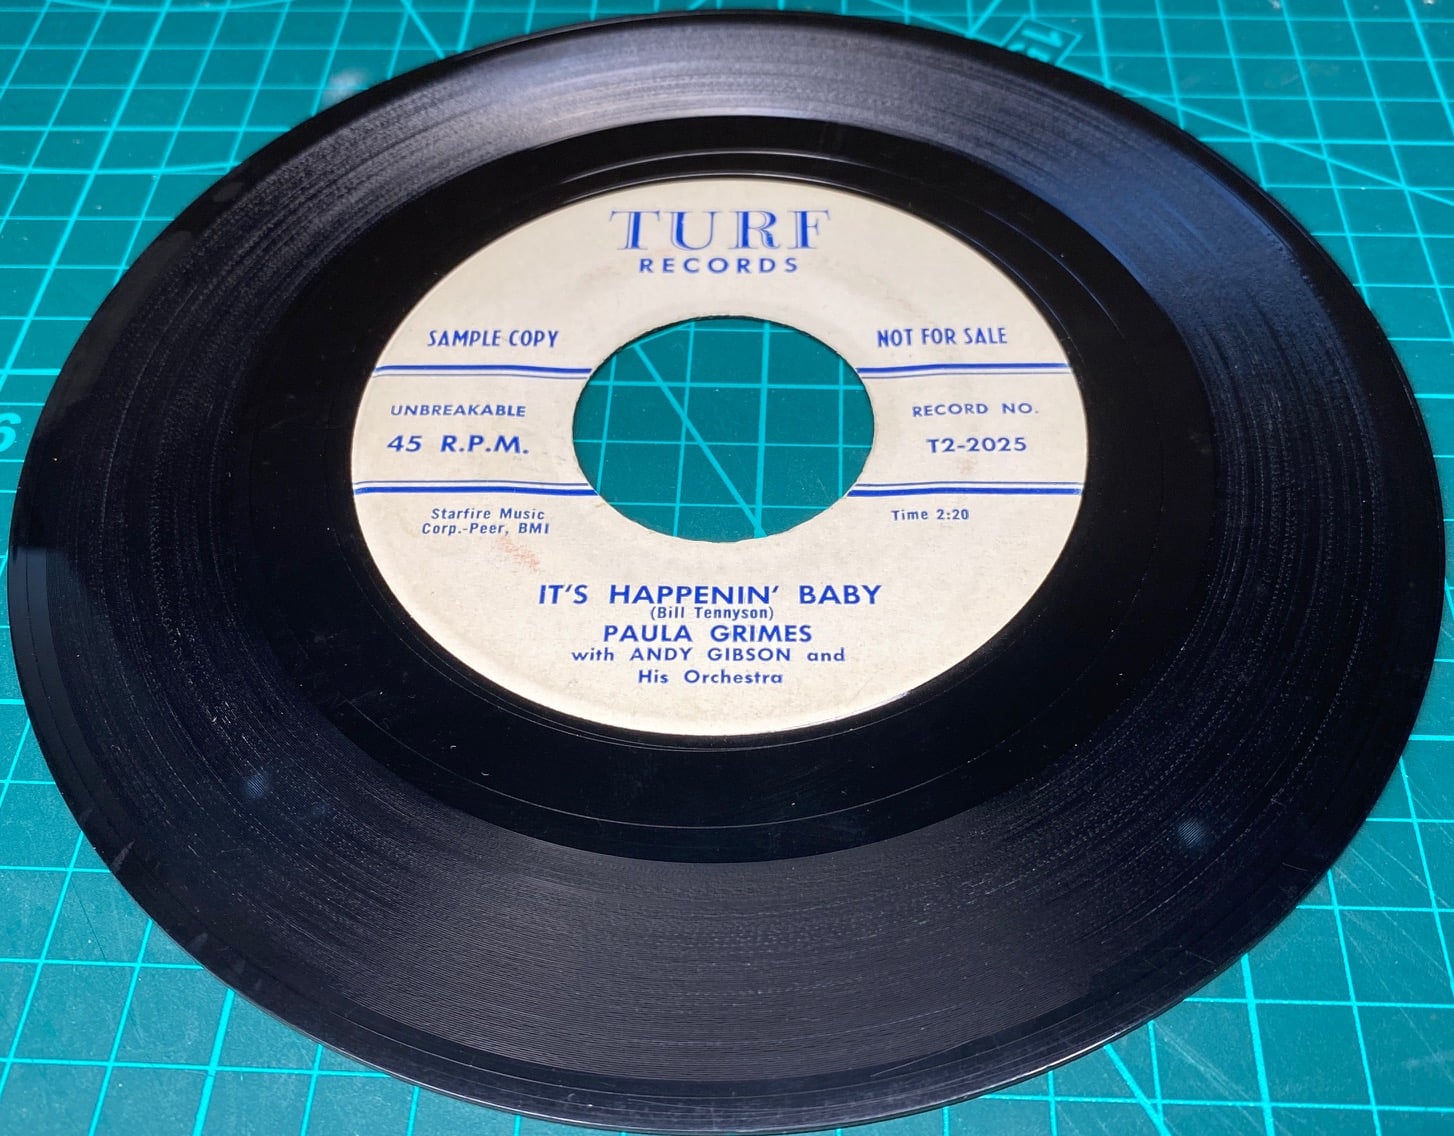 TURF
RECORDS
SAMPLE COPY
NOT FOR SALE
UNBREAKABLE
45 R.P.M.
RECORD NO.
T2-2025
Starfire Music
Corp.-Peer, BMI
Time 2:20
IT'S HAPPENIN' BABY
(Bill Tennyson)
PAULA GRIMES
with ANDY GIBSON and
His Orchestra
6